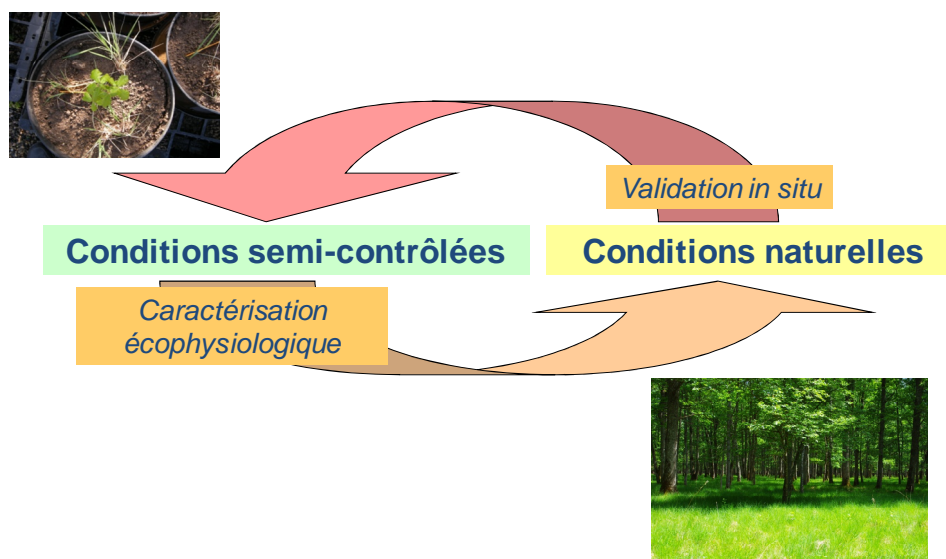 Validation in situ
Conditions semi-contrôlées
Conditions naturelles
Caractérisation
écophysiologique